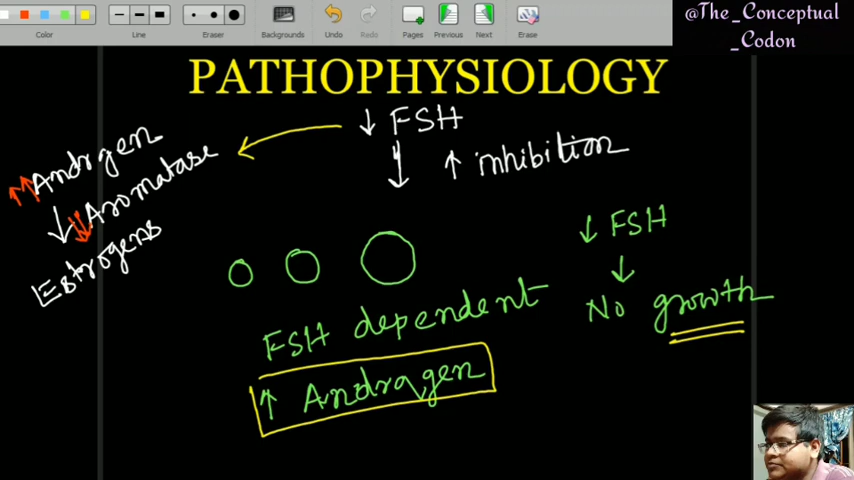 @The_Conceptual
_Codon
Color
Line
Eraser
Backgrounds
Undo
Redo
Pages
Previous
Next
Erase
PATHOPHYSIOLOGY
↓ FSH
↑ inhibition
↑↑ Androgen
↓ ↓↓ Aromatase
Estrogens
↓ FSH
↓
No growth
FSH dependent
↑ Androgen